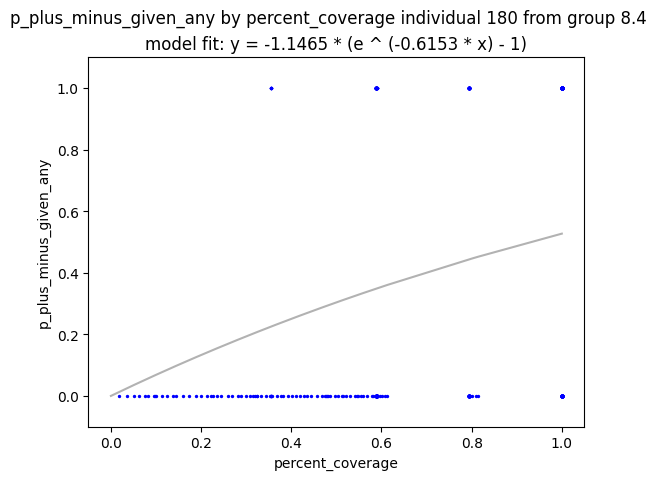 p_plus_minus_given_any by percent_coverage individual 180 from group 8.4
model fit: y = -1.1465 * (e ^ (-0.6153 * x) - 1)
1.0
0.8
0.6
0.4
0.2
0.0
p_plus_minus_given_any
0.0 0.2 0.4 0.6 0.8 1.0
percent_coverage